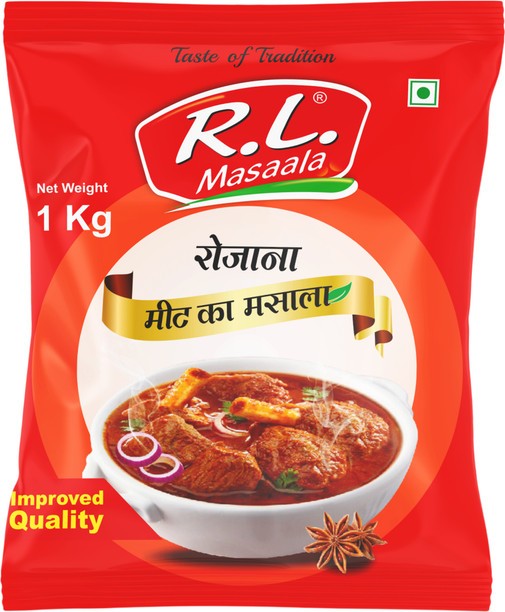 Taste of Tradition
R.L.®
Masaala
Net Weight
1 Kg
रोजाना
मीट का मसाला
Improved
Quality